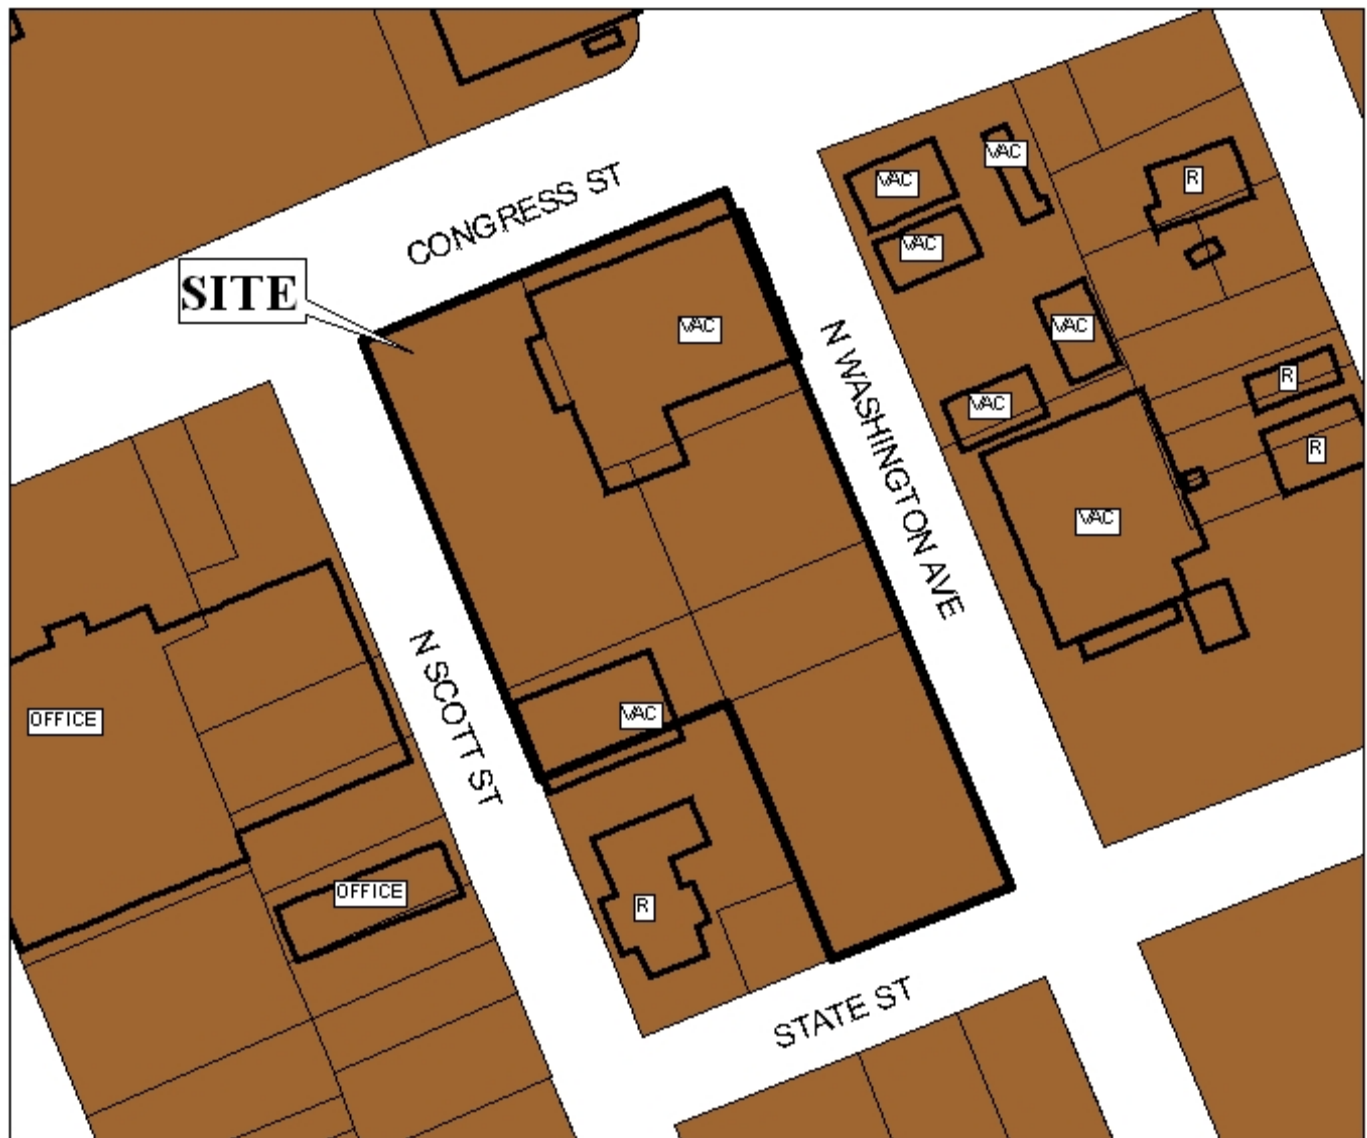 VAC
VAC
R
CONGRESS ST
VAC
SITE
VAC
VAC
N WASHINGTON AVE
R
VAC
R
VAC
N SCOTT ST
VAC
OFFICE
OFFICE
R
STATE ST